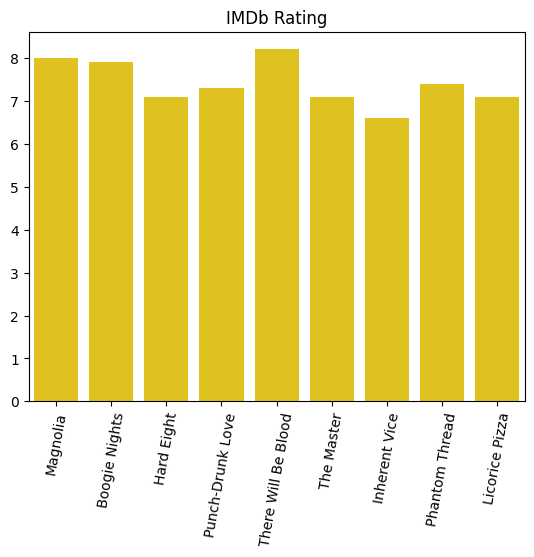 IMDb Rating
8
7
6
5
4
3
2
1
0
Magnolia
Boogie Nights
Hard Eight
Punch-Drunk Love
There Will Be Blood
The Master
Inherent Vice
Phantom Thread
Licorice Pizza